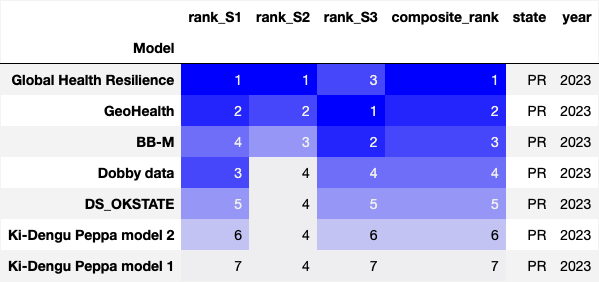 rank_S1 rank_S2 rank_S3 composite_rank state year
Model
Global Health Resilience 1 1 3 1 PR 2023
GeoHealth 2 2 1 2 PR 2023
BB-M 4 3 2 3 PR 2023
Dobby data 3 4 4 4 PR 2023
DS_OKSTATE 5 4 5 5 PR 2023
Ki-Dengu Peppa model 2 6 4 6 6 PR 2023
Ki-Dengu Peppa model 1 7 4 7 7 PR 2023